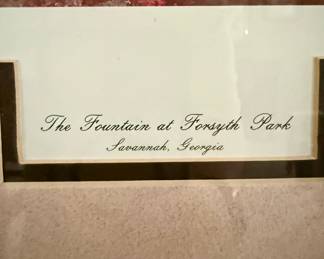 The Fountain at Forsyth Park
Savannah, Georgia